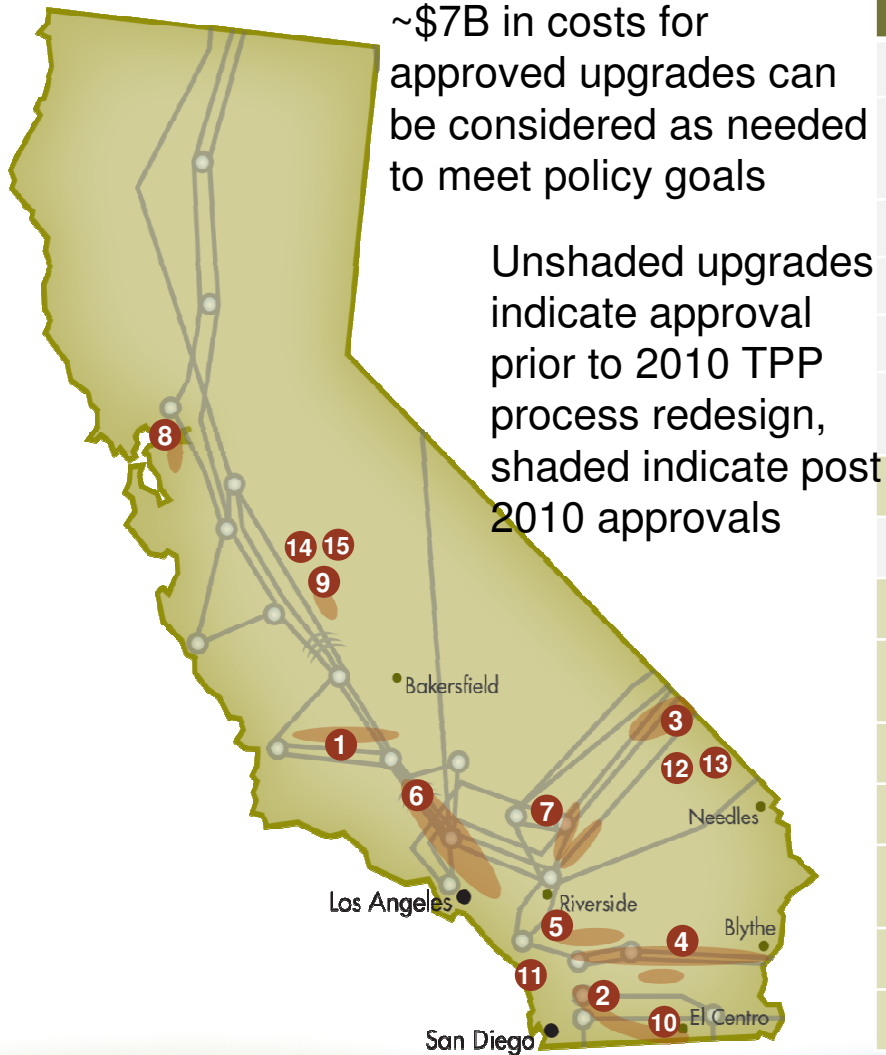 ~$7B in costs for
approved upgrades can
be considered as needed
to meet policy goals
Unshaded upgrades
indicate approval
prior to 2010 TPP
process redesign,
shaded indicate post
2010 approvals
8
14 15
9
Bakersfield
3
1
12 13
6
7
Needles
Los Angeles
Riverside
5
Blythe
4
11
2
10 El Centro
San Diego